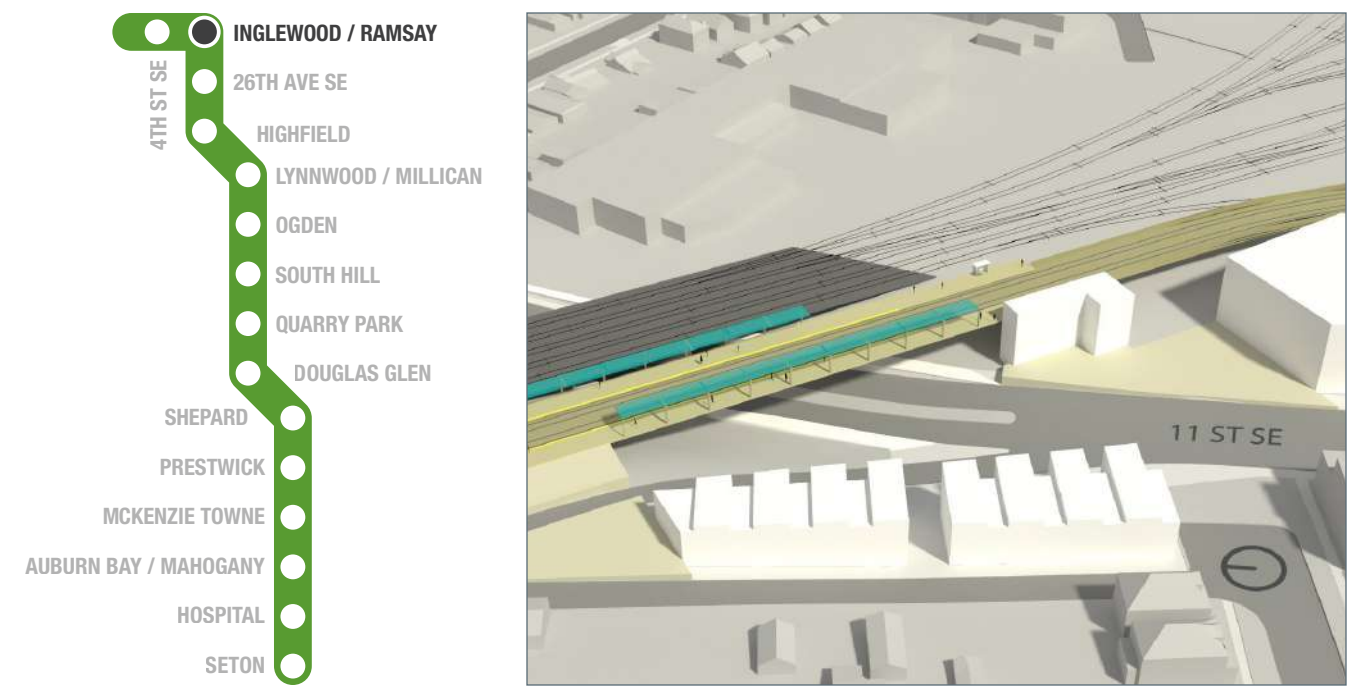 INGLEWOOD / RAMSAY
4TH ST SE
26TH AVE SE
HIGHFIELD
LYNNWOOD / MILLICAN
OGDEN
SOUTH HILL
QUARRY PARK
DOUGLAS GLEN
SHEPARD
PRESTWICK
MCKENZIE TOWNE
AUBURN BAY / MAHOGANY
HOSPITAL
SETON
11 ST SE